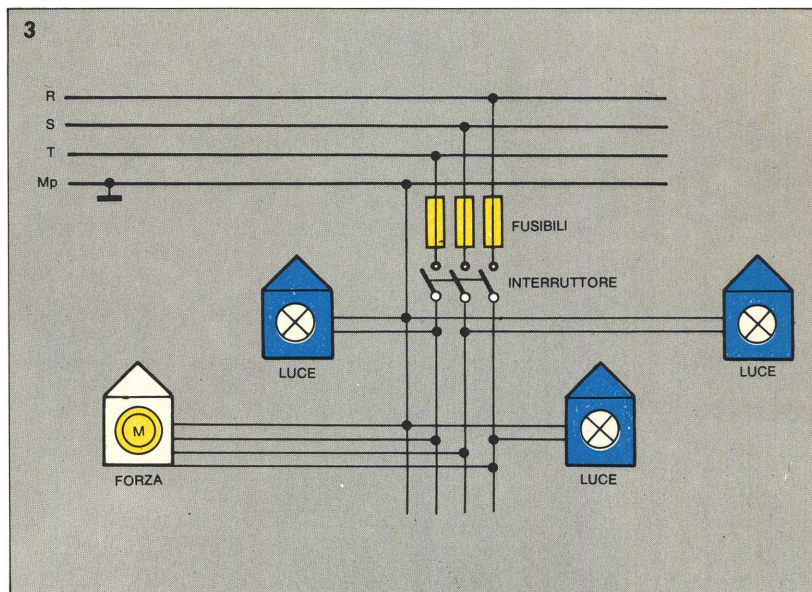 3
R
S
T
Mp
FUSIBILI
INTERRUTTORE
LUCE
LUCE
M
FORZA
LUCE